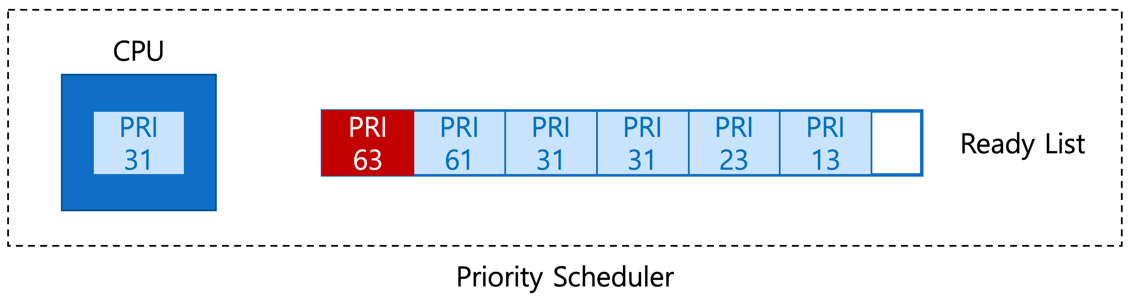 CPU
PRI
31
PRI
63
PRI
61
PRI
31
PRI
31
PRI
23
PRI
13
Ready List
Priority Scheduler